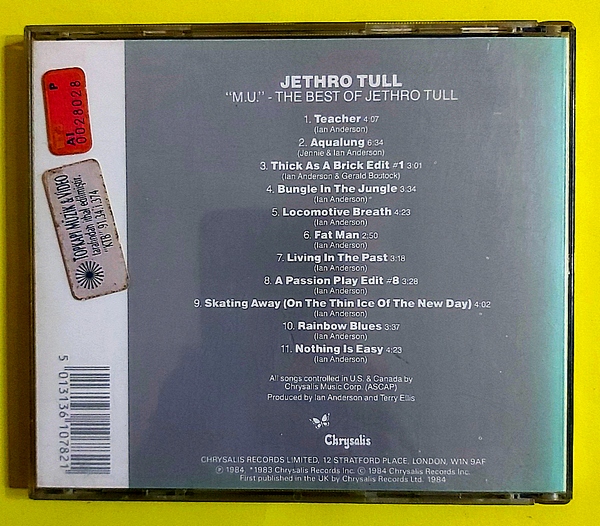 JETHRO TULL
"M.U." - THE BEST OF JETHRO TULL
1. Teacher 4:07
(Ian Anderson)
2. Aqualung 6:34
(Jennie & Ian Anderson)
3. Thick As A Brick Edit #1 3:01
(Ian Anderson & Gerald Bostock)
4. Bungle In The Jungle 3:34
(Ian Anderson)*
5. Locomotive Breath 4:23
(Ian Anderson)
6. Fat Man 2:50
(Ian Anderson)
7. Living In The Past 3:18
(Ian Anderson)
8. A Passion Play Edit #8 3:28
(Ian Anderson)
9. Skating Away (On The Thin Ice Of The New Day) 4:02
(Ian Anderson)
10. Rainbow Blues 3:37
(Ian Anderson)
11. Nothing Is Easy 4:23
(Ian Anderson)
All songs controlled in U.S. & Canada by
Chrysalis Music Corp. (ASCAP)
Produced by Ian Anderson and Terry Ellis
Chrysalis
CHRYSALIS RECORDS LIMITED, 12 STRATFORD PLACE, LONDON, W1N 9AF
℗ 1984, *1983 Chrysalis Records Inc. © 1984 Chrysalis Records Inc.
First published in the UK by Chrysalis Records Ltd. 1984
P
A1
0028028
TOPKAPI MÜZİK & VİDEO
tarafından ithal edilmiştir.
5 013136 107821